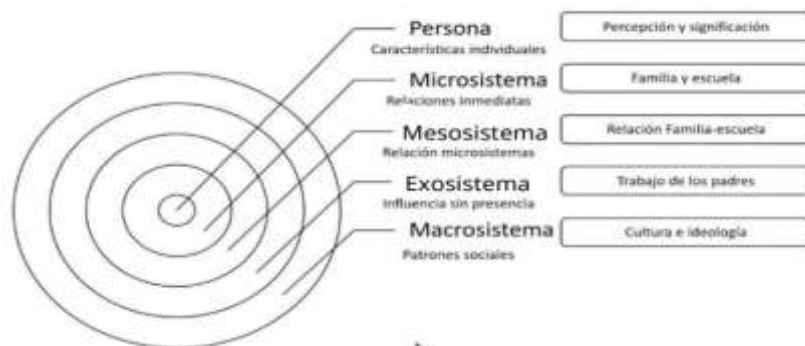 Persona
Características individuales
Percepción y significación
Microsistema
Relaciones inmediatas
Familia y escuela
Mesosistema
Relación microsistemas
Relación Familia-escuela
Exosistema
Influencia sin presencia
Trabajo de los padres
Macrosistema
Patrones sociales
Cultura e ideología